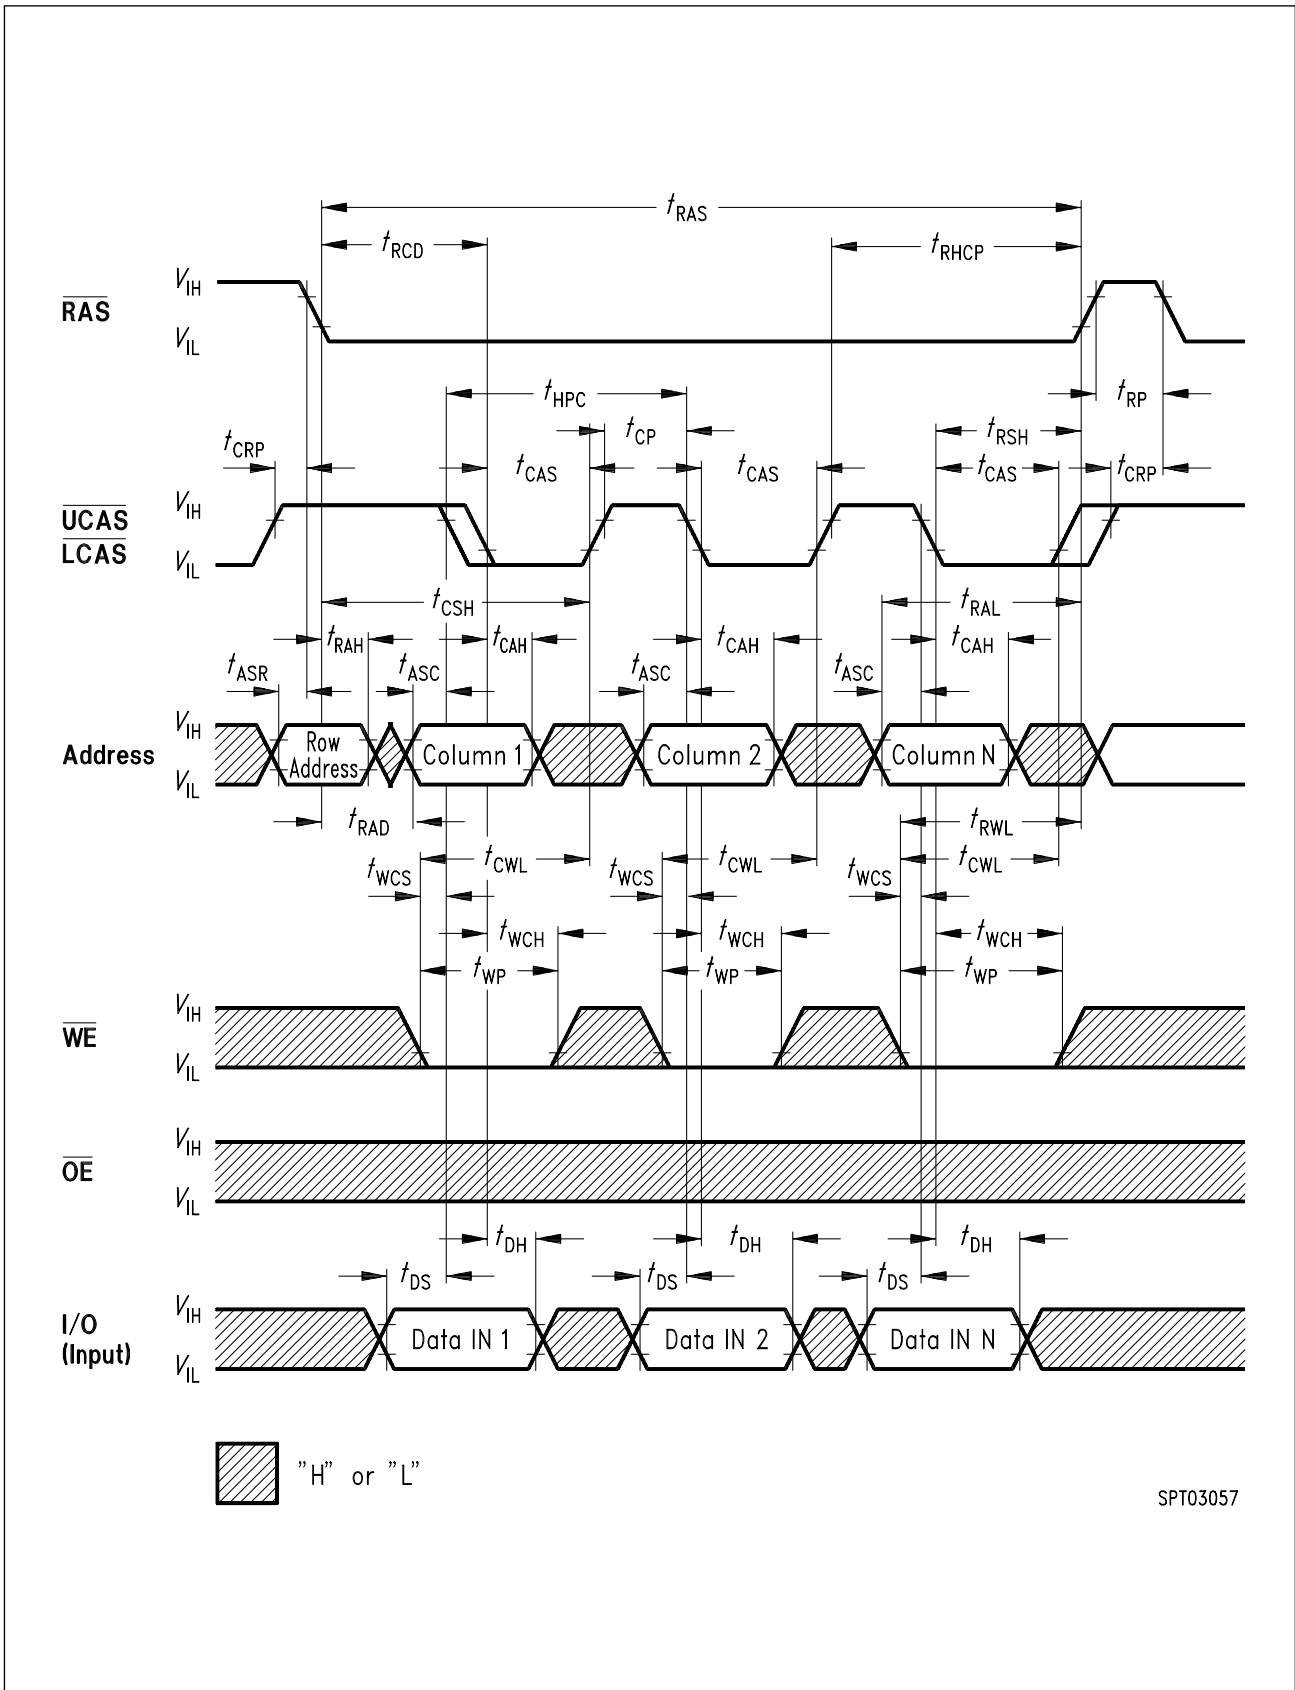 tRAS
tRCD
tRHCP
RAS
VIH
VIL
tHPC
tRP
tCRP
tCP
tRSH
tCAS
tCAS
tCAS
tCRP
UCAS
LCAS
VIH
VIL
tCSH
tRAL
tRAH
tCAH
tCAH
tCAH
tASR
tASC
tASC
tASC
Address
VIH
VIL
Row Address
Column 1
Column 2
Column N
tRAD
tRWL
tCWL
tCWL
tCWL
tWCS
tWCS
tWCS
tWCH
tWCH
tWCH
tWP
tWP
tWP
WE
VIH
VIL
OE
VIH
VIL
tDH
tDH
tDH
tDS
tDS
tDS
I/O
(Input)
VIH
VIL
Data IN 1
Data IN 2
Data IN N
"H" or "L"
SPT03057